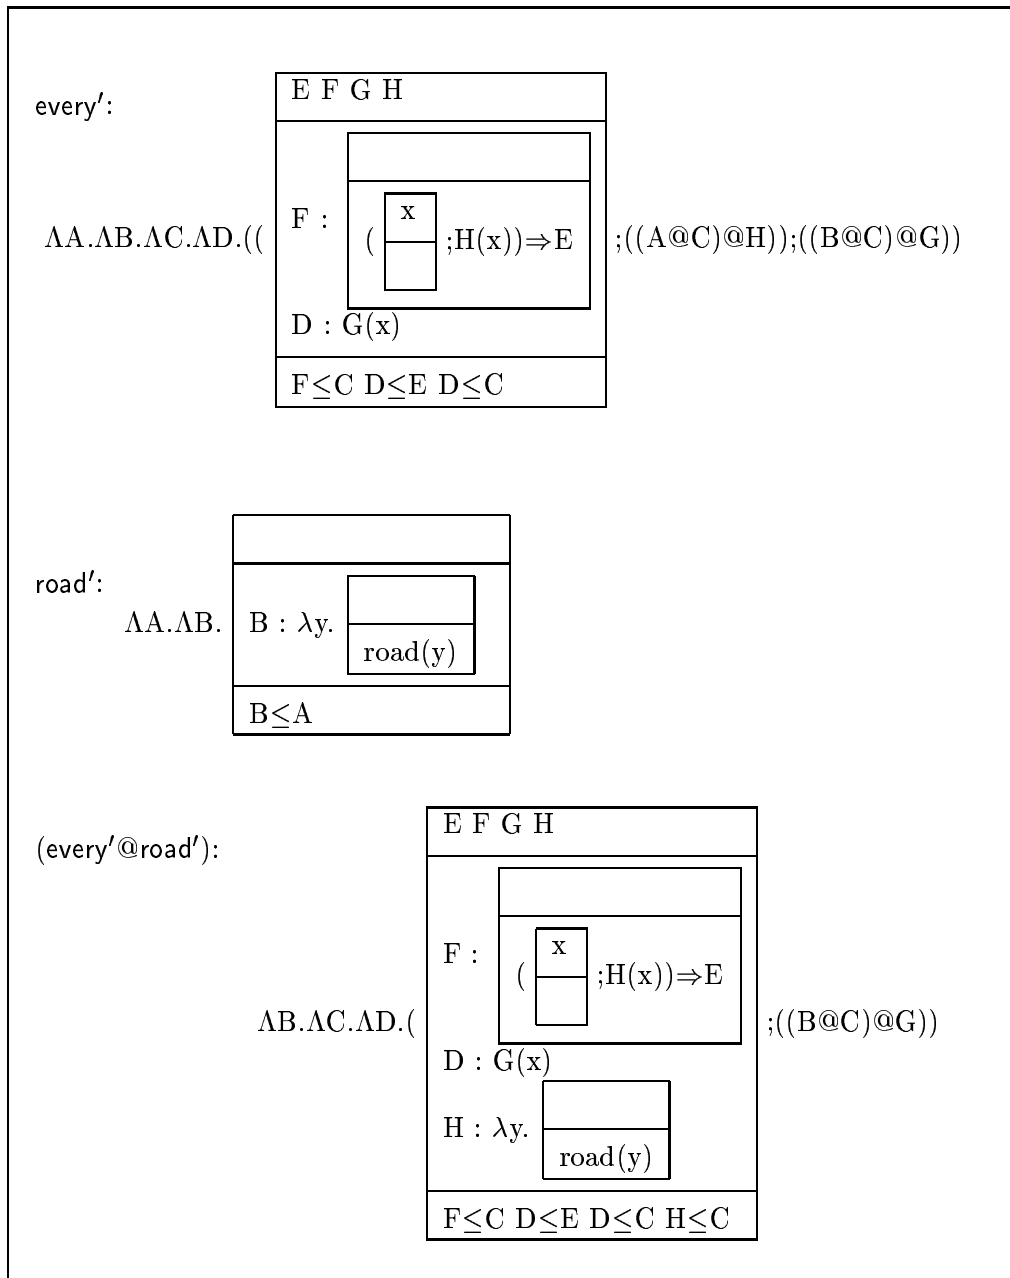 every′:
E F G H
ΛA.ΛB.ΛC.ΛD.((
F :
x
( ;H(x))⇒E
;((A@C)@H));((B@C)@G))
D : G(x)
F≤C D≤E D≤C
road′:
ΛA.ΛB.
B : λy.
road(y)
B≤A
(every′@road′):
E F G H
F :
x
( ;H(x))⇒E
ΛB.ΛC.ΛD.(
;((B@C)@G))
D : G(x)
H : λy.
road(y)
F≤C D≤E D≤C H≤C